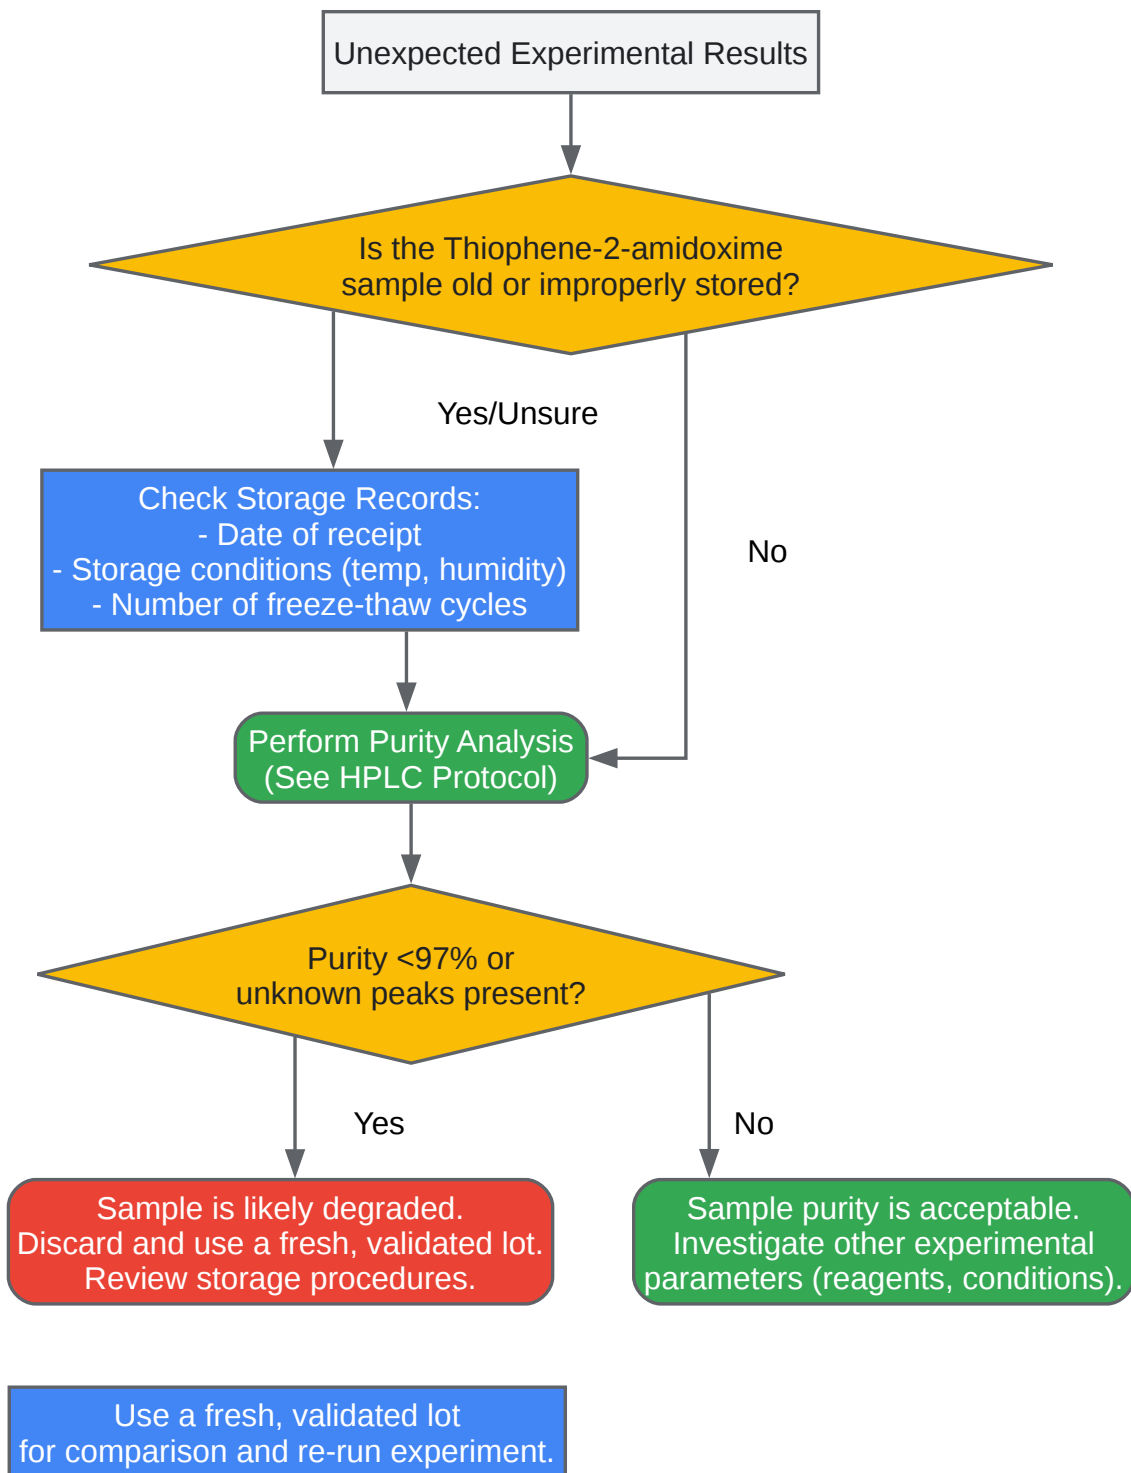 Unexpected Experimental Results
Is the Thiophene-2-amidoxime
sample old or improperly stored?
Yes/Unsure
Check Storage Records:
- Date of receipt
- Storage conditions (temp, humidity)
- Number of freeze-thaw cycles
No
Perform Purity Analysis
(See HPLC Protocol)
Purity <97% or
unknown peaks present?
Yes
No
Sample is likely degraded.
Discard and use a fresh, validated lot.
Review storage procedures.
Sample purity is acceptable.
Investigate other experimental
parameters (reagents, conditions).
Use a fresh, validated lot
for comparison and re-run experiment.